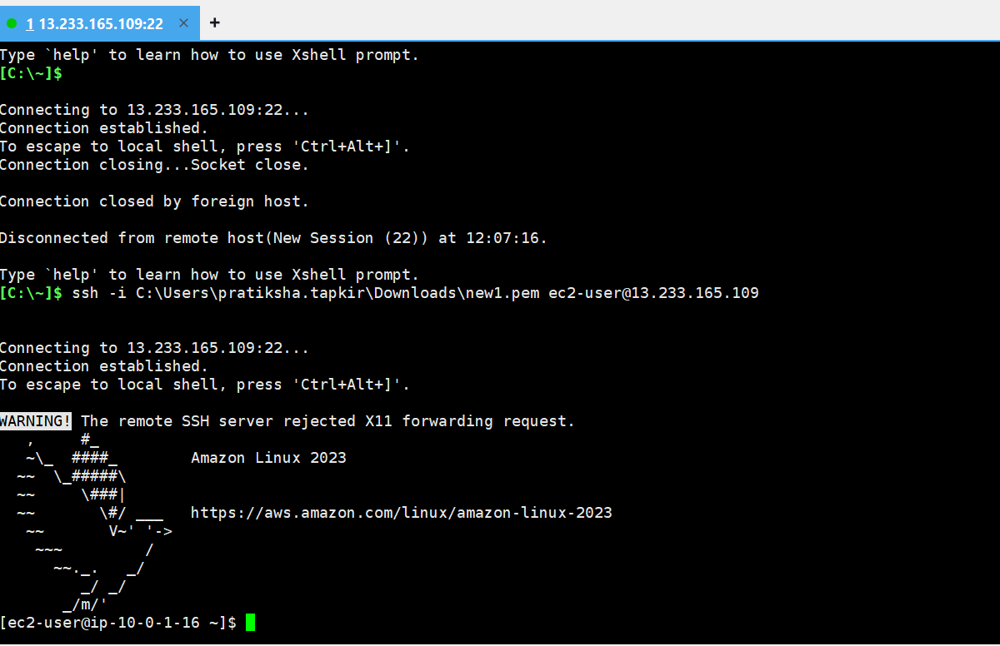 1 13.233.165.109:22 × +
Type `help' to learn how to use Xshell prompt.
[C:\~]$
Connecting to 13.233.165.109:22...
Connection established.
To escape to local shell, press 'Ctrl+Alt+]'.
Connection closing...Socket close.
Connection closed by foreign host.
Disconnected from remote host(New Session (22)) at 12:07:16.
Type `help' to learn how to use Xshell prompt.
[C:\~]$ ssh -i C:\Users\pratiksha.tapkir\Downloads\new1.pem ec2-user@13.233.165.109
Connecting to 13.233.165.109:22...
Connection established.
To escape to local shell, press 'Ctrl+Alt+]'.
WARNING! The remote SSH server rejected X11 forwarding request.
   ,     #_
   ~\_  ####_        Amazon Linux 2023
  ~~  \_#####\
  ~~     \###|
  ~~       \#/ ___   https://aws.amazon.com/linux/amazon-linux-2023
   ~~       V~' '->
    ~~~         /
      ~~._.   _/
         _/ _/
       _/m/'
[ec2-user@ip-10-0-1-16 ~]$